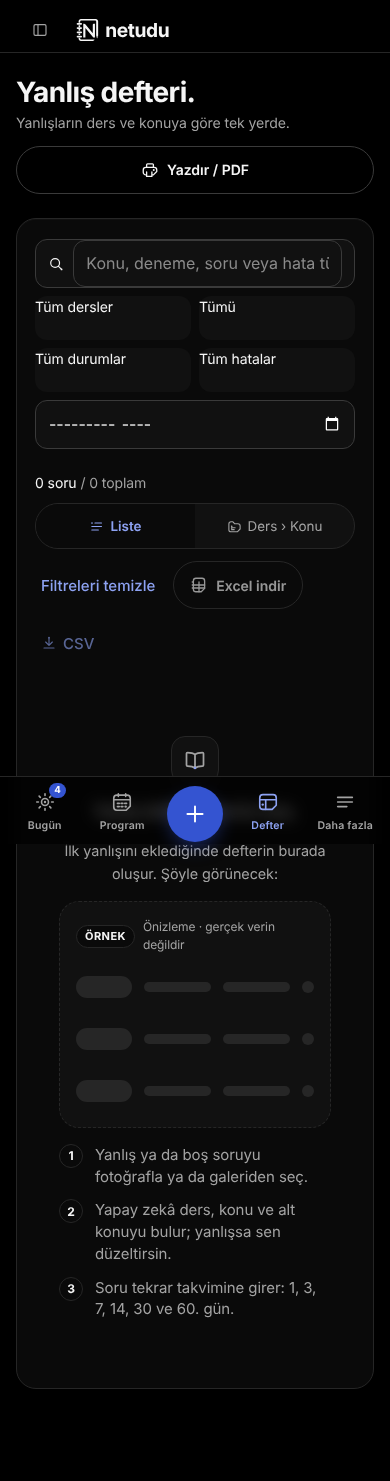 netudu
Yanlış defteri.
Yanlışların ders ve konuya göre tek yerde.
Yazdır / PDF
Konu, deneme, soru veya hata tü
Tüm dersler
Tümü
Tüm durumlar
Tüm hatalar
--------- ----
0 soru / 0 toplam
Liste
Ders › Konu
Filtreleri temizle
Excel indir
CSV
4
Bugün
Program
Defter
Daha fazla
İlk yanlışını eklediğinde defterin burada
oluşur. Şöyle görünecek:
ÖRNEK
Önizleme · gerçek verin
değildir
1 Yanlış ya da boş soruyu
fotoğrafla ya da galeriden seç.
2 Yapay zekâ ders, konu ve alt
konuyu bulur; yanlışsa sen
düzeltirsin.
3 Soru tekrar takvimine girer: 1, 3,
7, 14, 30 ve 60. gün.